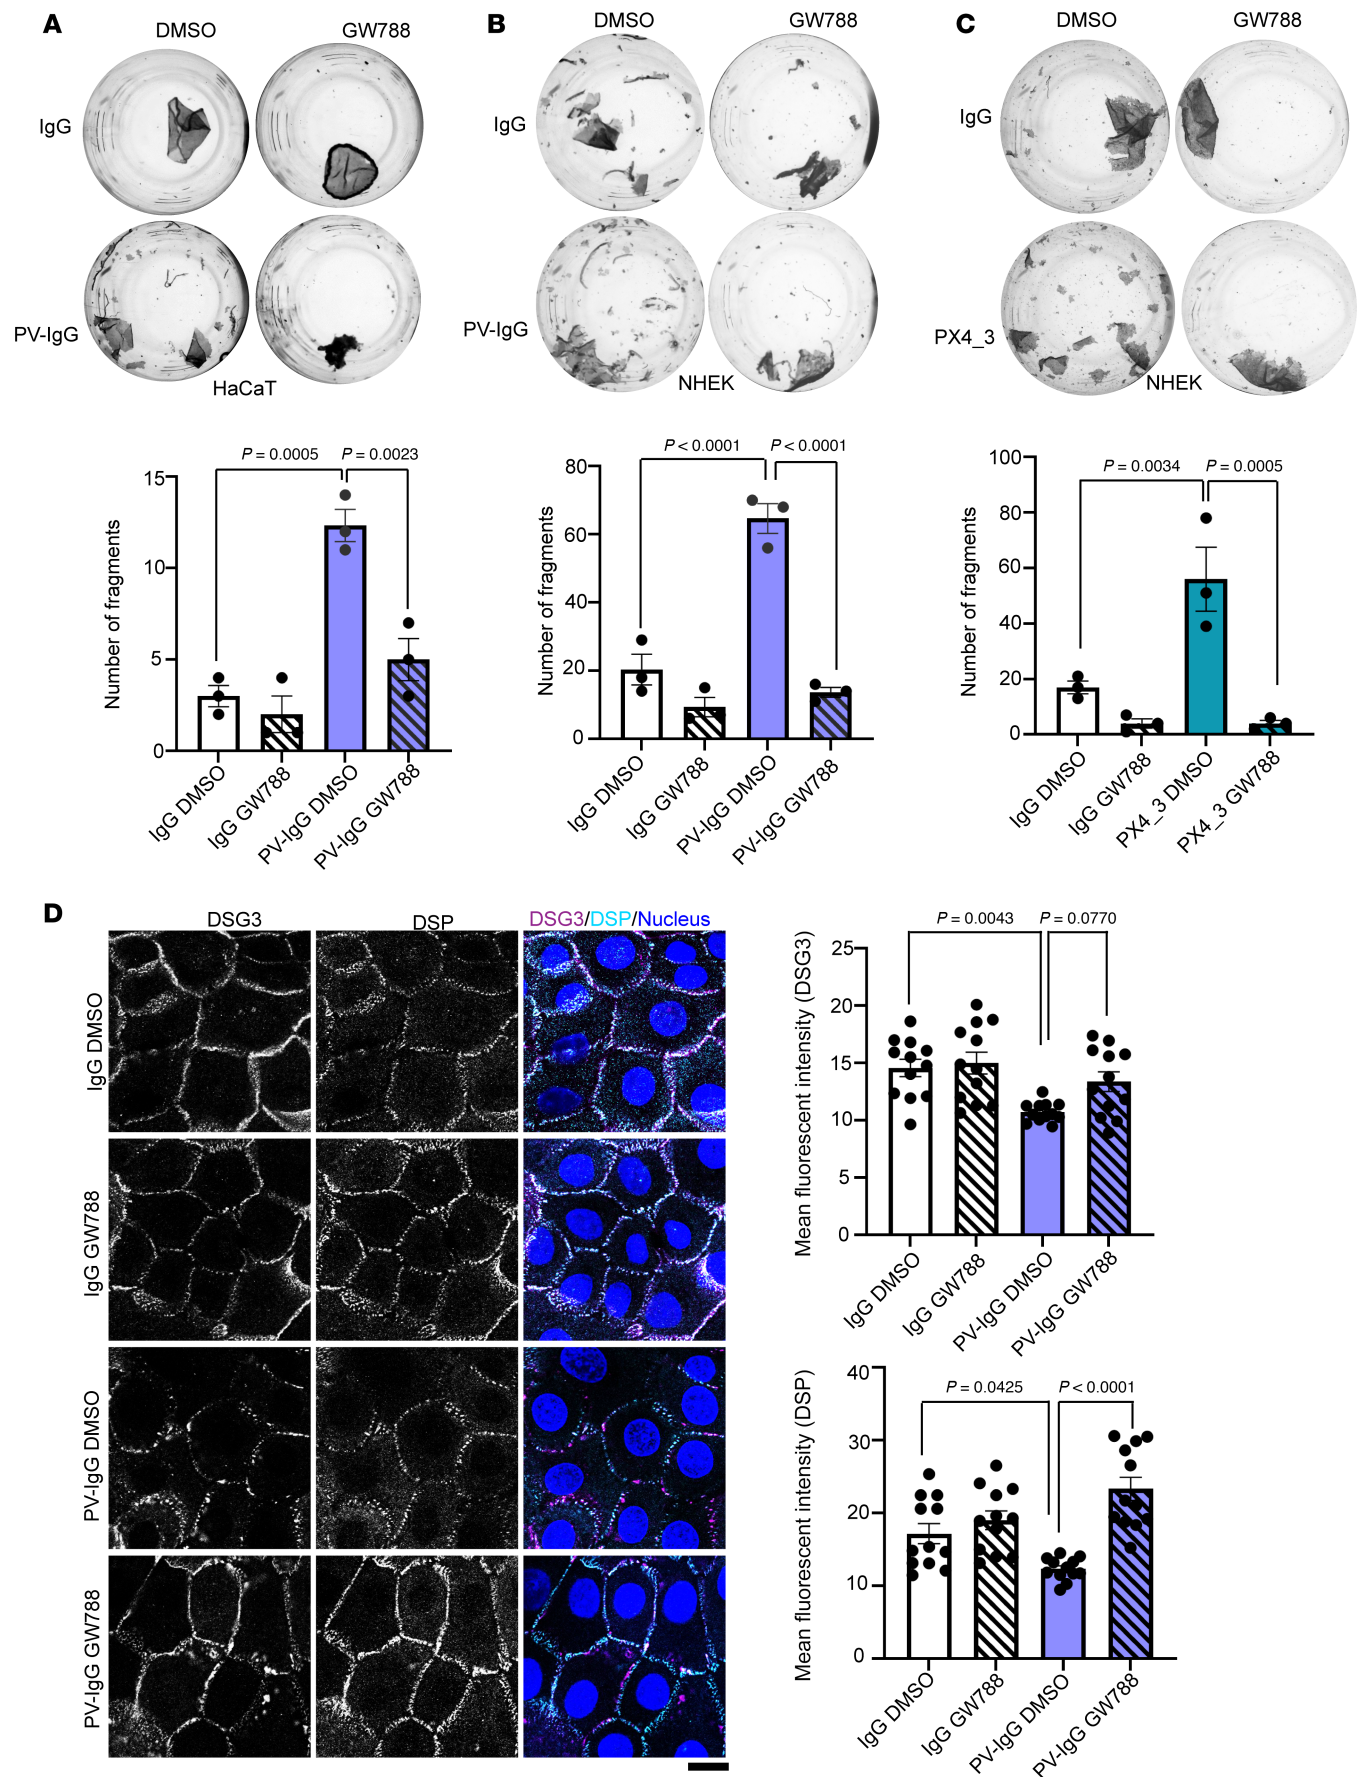 A
DMSO
GW788
B
DMSO
GW788
C
DMSO
GW788
IgG
IgG
IgG
PV-IgG
PV-IgG
PX4_3
HaCaT
NHEK
NHEK
P = 0.0005
P = 0.0023
15
10
5
0
Number of fragments
IgG DMSO
IgG GW788
PV-IgG DMSO
PV-IgG GW788
P < 0.0001
P < 0.0001
80
60
40
20
0
Number of fragments
IgG DMSO
IgG GW788
PV-IgG DMSO
PV-IgG GW788
P = 0.0034
P = 0.0005
100
80
60
40
20
0
Number of fragments
IgG DMSO
IgG GW788
PX4_3 DMSO
PX4_3 GW788
D
DSG3
DSP
DSG3/DSP/Nucleus
IgG DMSO
IgG GW788
PV-IgG DMSO
PV-IgG GW788
P = 0.0043
P = 0.0770
25
20
15
10
5
0
Mean fluorescent intensity (DSG3)
IgG DMSO
IgG GW788
PV-IgG DMSO
PV-IgG GW788
P = 0.0425
P < 0.0001
40
30
20
10
0
Mean fluorescent intensity (DSP)
IgG DMSO
IgG GW788
PV-IgG DMSO
PV-IgG GW788